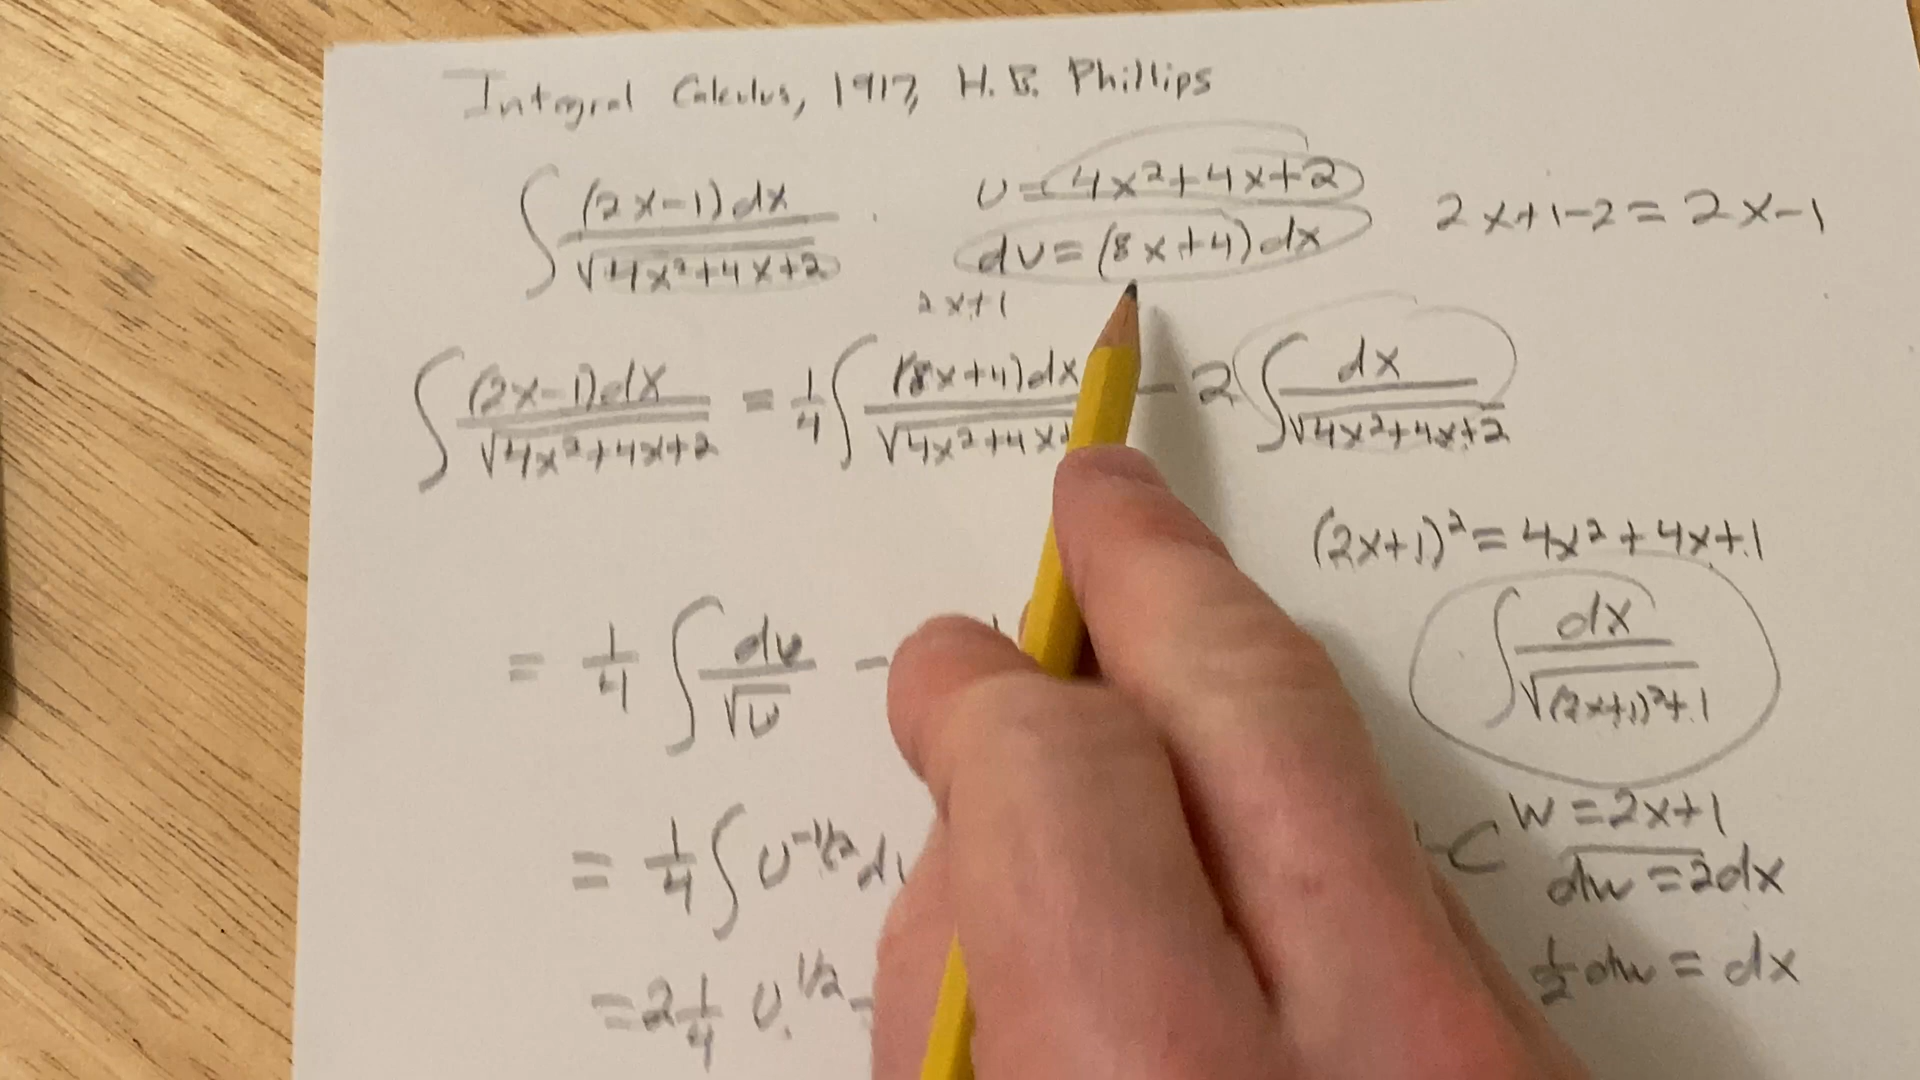 Integral Calculus, 1917, H. B. Phillips
∫ (2x-1)dx / √4x²+4x+2
u = 4x²+4x+2
du = (8x+4)dx
2x+1-2 = 2x-1
2x+1
∫ (2x-1)dx / √4x²+4x+2 = 1/4 ∫ (8x+4)dx / √4x²+4x+ - 2 ∫ dx / √4x²+4x+2
(2x+1)² = 4x²+4x+1
∫ dx / √(2x+1)²+1
= 1/4 ∫ du / √u -
w = 2x+1
= 1/4 ∫ u^-1/2 du
+C
dw = 2dx
= 2 1/4 u^1/2 -
1/2 dw = dx